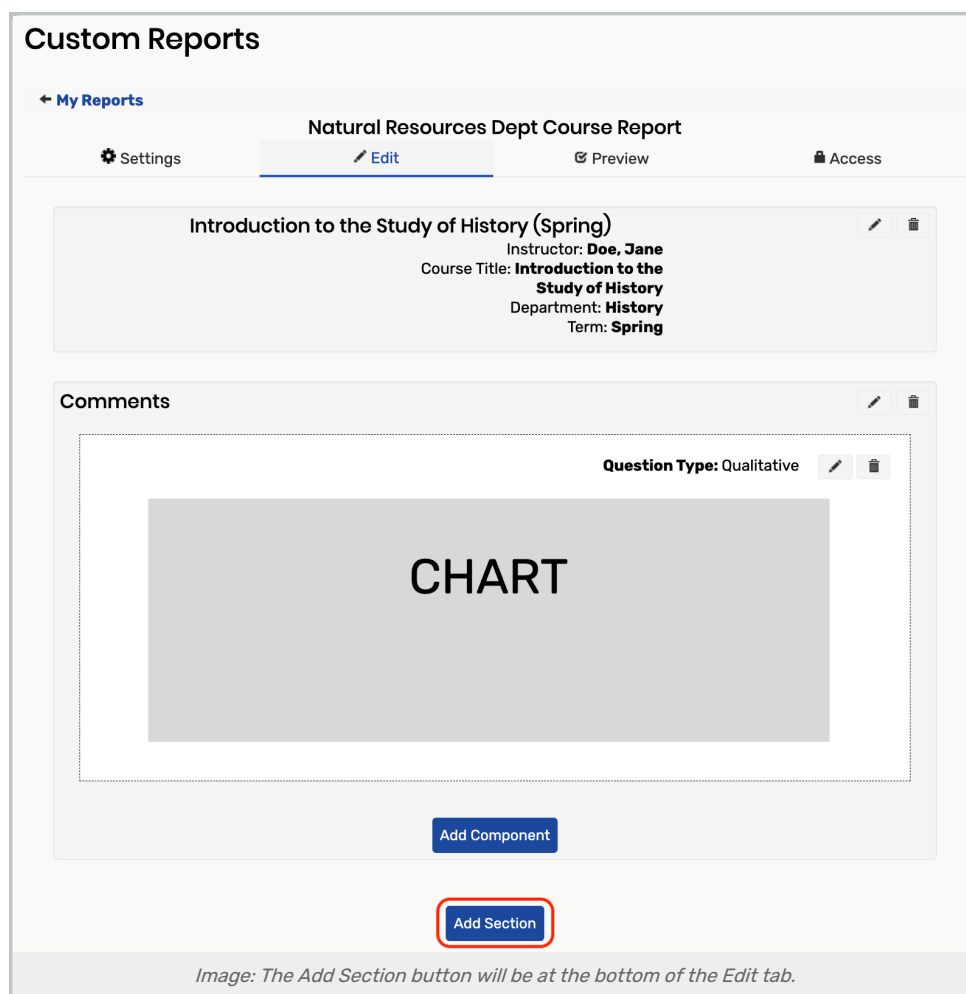 Custom Reports
My Reports
Natural Resources Dept Course Report
Settings
Edit
Preview
Access
Introduction to the Study of History (Spring)
Instructor: Doe, Jane
Course Title: Introduction to the
Study of History
Department: History
Term: Spring
Comments
Question Type: Qualitative
CHART
Add Component
Add Section
Image: The Add Section button will be at the bottom of the Edit tab.